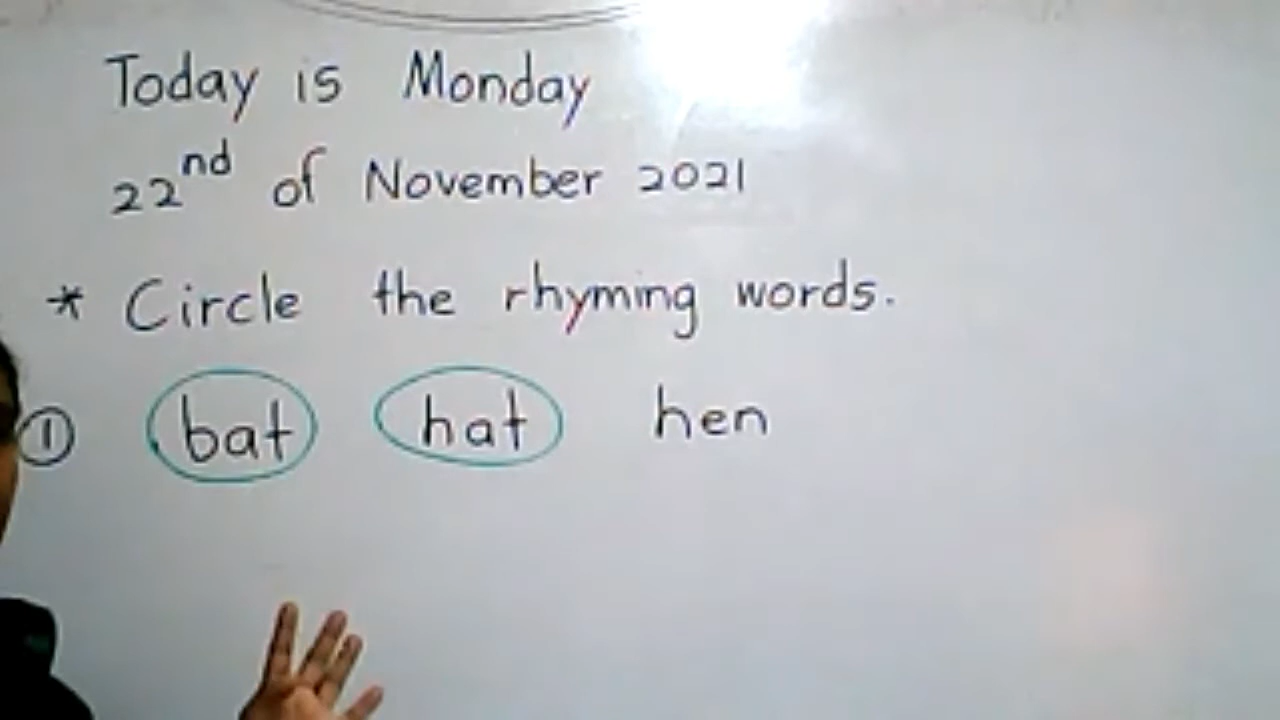 Today is Monday
22nd of November 2021
* Circle the rhyming words.
① bat hat hen